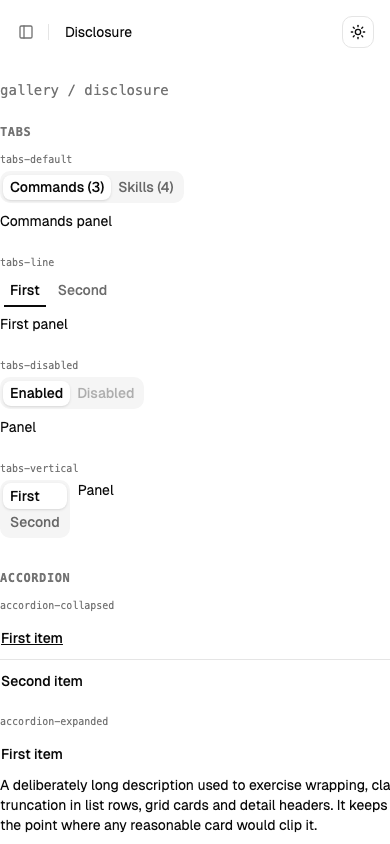 Disclosure
gallery / disclosure
TABS
tabs-default
Commands (3) Skills (4)
Commands panel
tabs-line
First Second
First panel
tabs-disabled
Enabled Disabled
Panel
tabs-vertical
First Panel
Second
ACCORDION
accordion-collapsed
First item
Second item
accordion-expanded
First item
A deliberately long description used to exercise wrapping,
truncation in list rows, grid cards and detail headers. It keeps
the point where any reasonable card would clip it.